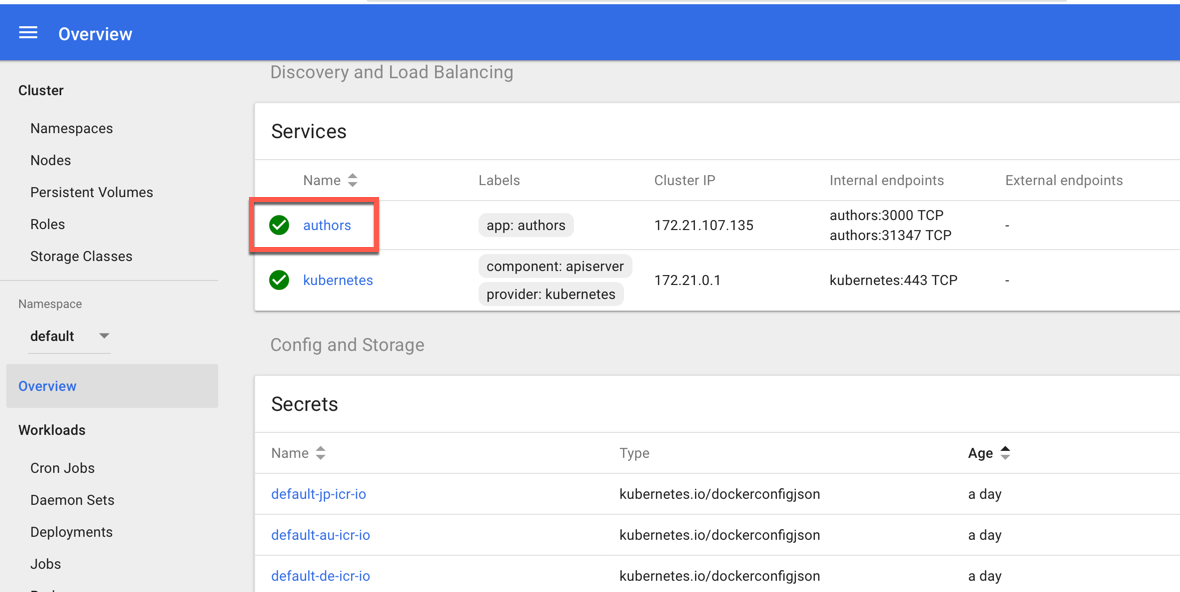 Overview
Cluster
Namespaces
Nodes
Persistent Volumes
Roles
Storage Classes
Namespace
default
Overview
Workloads
Cron Jobs
Daemon Sets
Deployments
Jobs
Discovery and Load Balancing
Services
Name Labels Cluster IP Internal endpoints External endpoints
authors app: authors 172.21.107.135 authors:3000 TCP -
authors:31347 TCP
kubernetes component: apiserver 172.21.0.1 kubernetes:443 TCP -
provider: kubernetes
Config and Storage
Secrets
Name Type Age
default-jp-icr-io kubernetes.io/dockerconfigjson a day
default-au-icr-io kubernetes.io/dockerconfigjson a day
default-de-icr-io kubernetes.io/dockerconfigjson a day